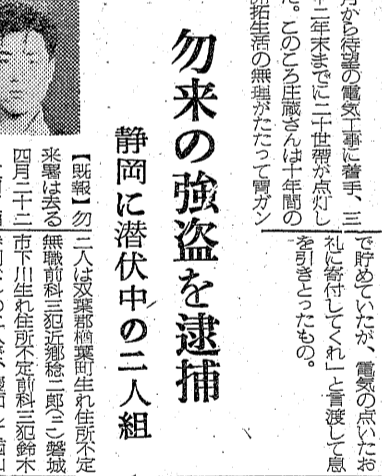 月から待望の電気工事に着手、三
十二年末までに二十世帯が点灯し
た。このころ庄蔵さんは十年間の
開拓生活の無理がたたって胃ガン
で貯めていたが、電気の点いたお
礼に寄付してくれ」と言渡して息
を引きとったもの。
勿来の強盗を逮捕
静岡に潜伏中の二人組
【既報】勿
来署は去る
四月二十二
二人は双葉郡楢葉町生れ住所不定
無職前科三犯近郷稔二郎 磐城
市下川生れ住所不定前科三犯鈴木